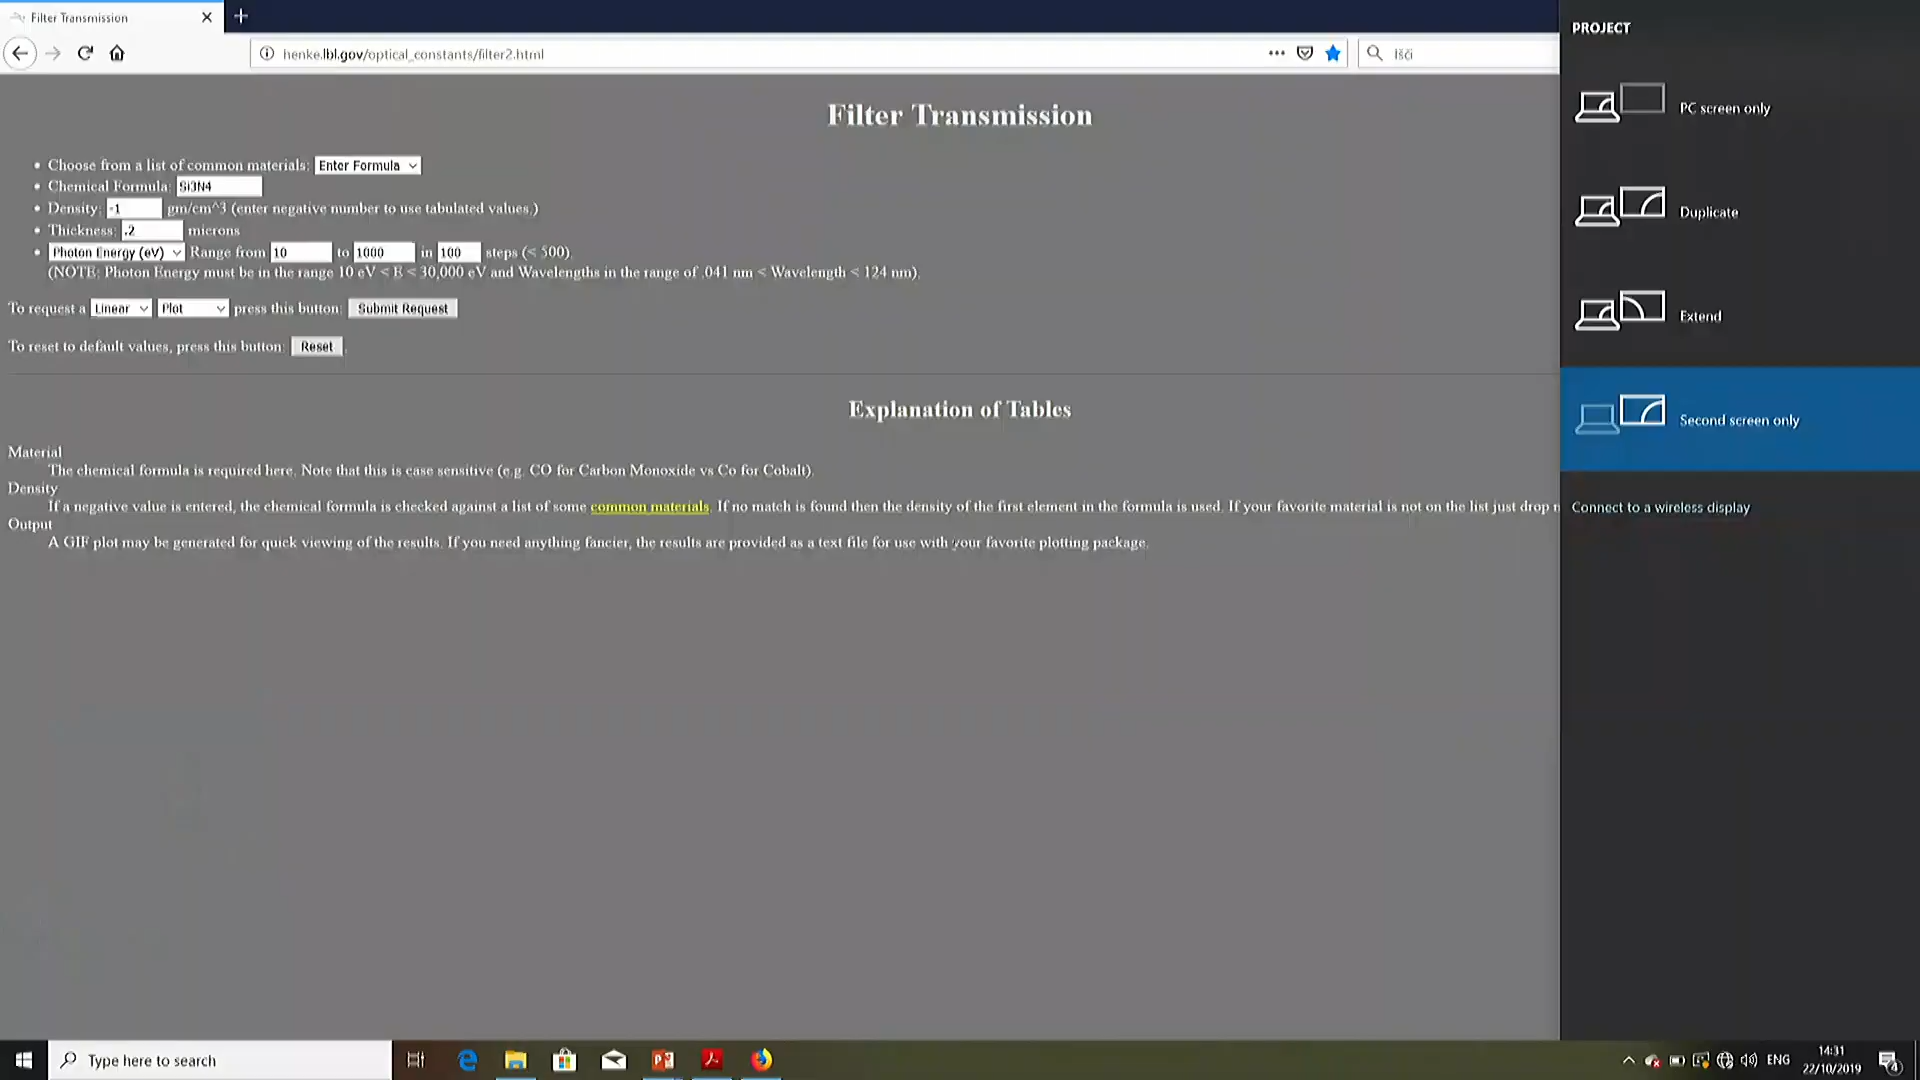 Filter Transmission
henke.lbl.gov/optical_constants/filter2.html
Išči
Filter Transmission
Choose from a list of common materials: Enter Formula
Chemical Formula: Si3N4
Density: -1 gm/cm^3 (enter negative number to use tabulated values.)
Thickness: .2 microns
Photon Energy (eV) Range from 10 to 1000 in 100 steps (< 500).
(NOTE: Photon Energy must be in the range 10 eV < E < 30,000 eV and Wavelengths in the range of .041 nm < Wavelength < 124 nm).
To request a Linear Plot press this button: Submit Request
To reset to default values, press this button: Reset
Explanation of Tables
Material
The chemical formula is required here. Note that this is case sensitive (e.g. CO for Carbon Monoxide vs Co for Cobalt).
Density
If a negative value is entered, the chemical formula is checked against a list of some common materials. If no match is found then the density of the first element in the formula is used. If your favorite material is not on the list just drop
Output
A GIF plot may be generated for quick viewing of the results. If you need anything fancier, the results are provided as a text file for use with your favorite plotting package.
PROJECT
PC screen only
Duplicate
Extend
Second screen only
Connect to a wireless display
Type here to search
ENG
14:31
22/10/2019
4